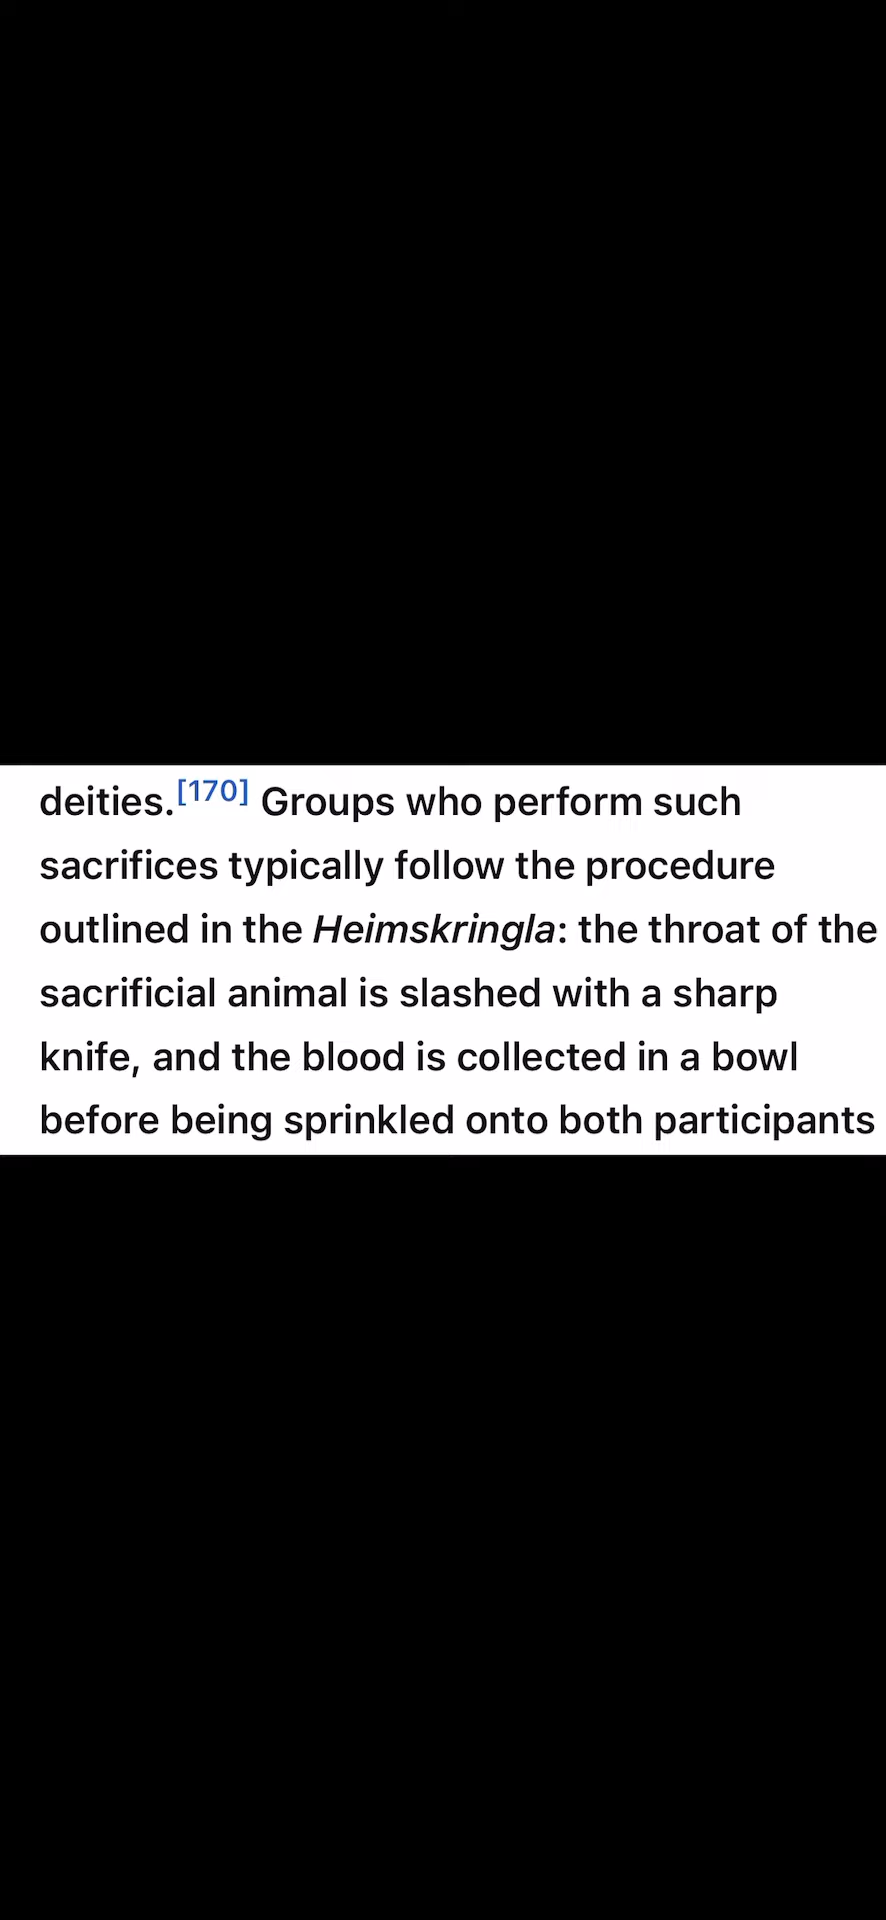 deities.[170] Groups who perform such
sacrifices typically follow the procedure
outlined in the Heimskringla: the throat of the
sacrificial animal is slashed with a sharp
knife, and the blood is collected in a bowl
before being sprinkled onto both participants